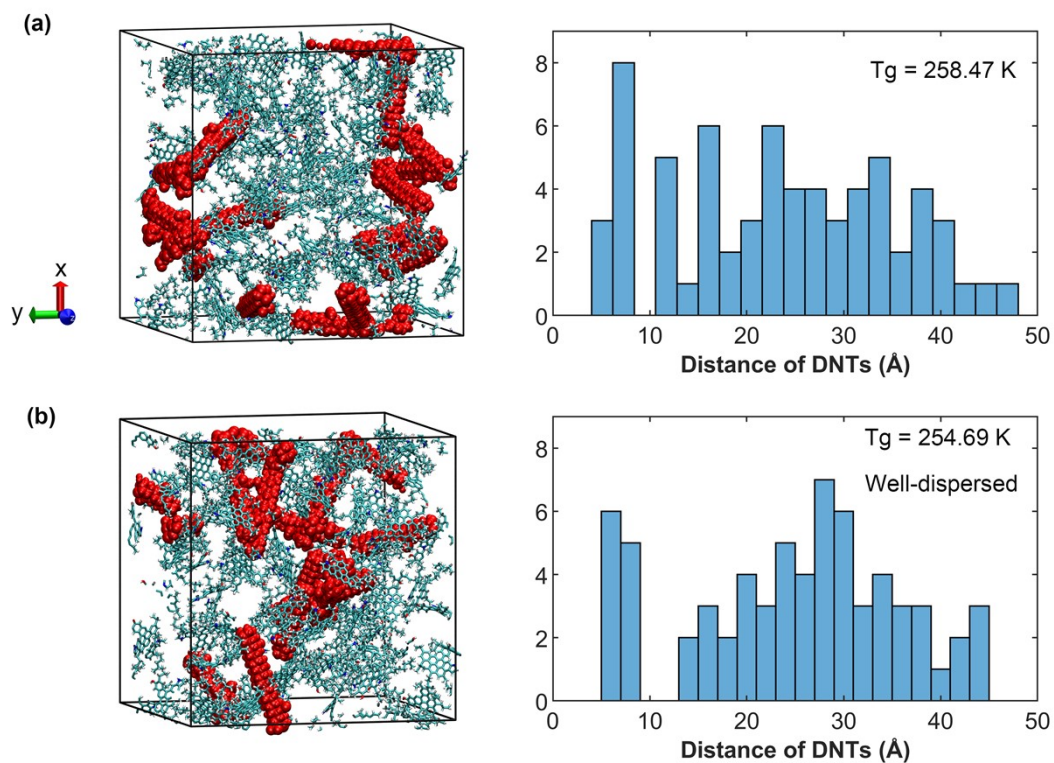 (a)
x
y
z
8
6
4
2
0
Tg = 258.47 K
0 10 20 30 40 50
Distance of DNTs (Å)
(b)
8
6
4
2
0
Tg = 254.69 K
Well-dispersed
0 10 20 30 40 50
Distance of DNTs (Å)